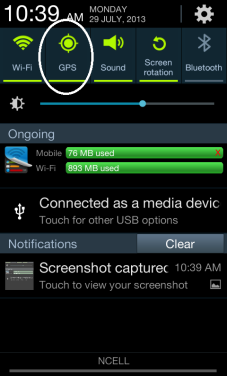 10:39 AM MONDAY
29 JULY, 2013
Wi-Fi GPS Sound Screen rotation Bluetooth
Ongoing
Mobile 76 MB used X
Wi-Fi 893 MB used
Connected as a media devic
Touch for other USB options
Notifications Clear
Screenshot capturec 10:39 AM
Touch to view your screenshot
NCELL